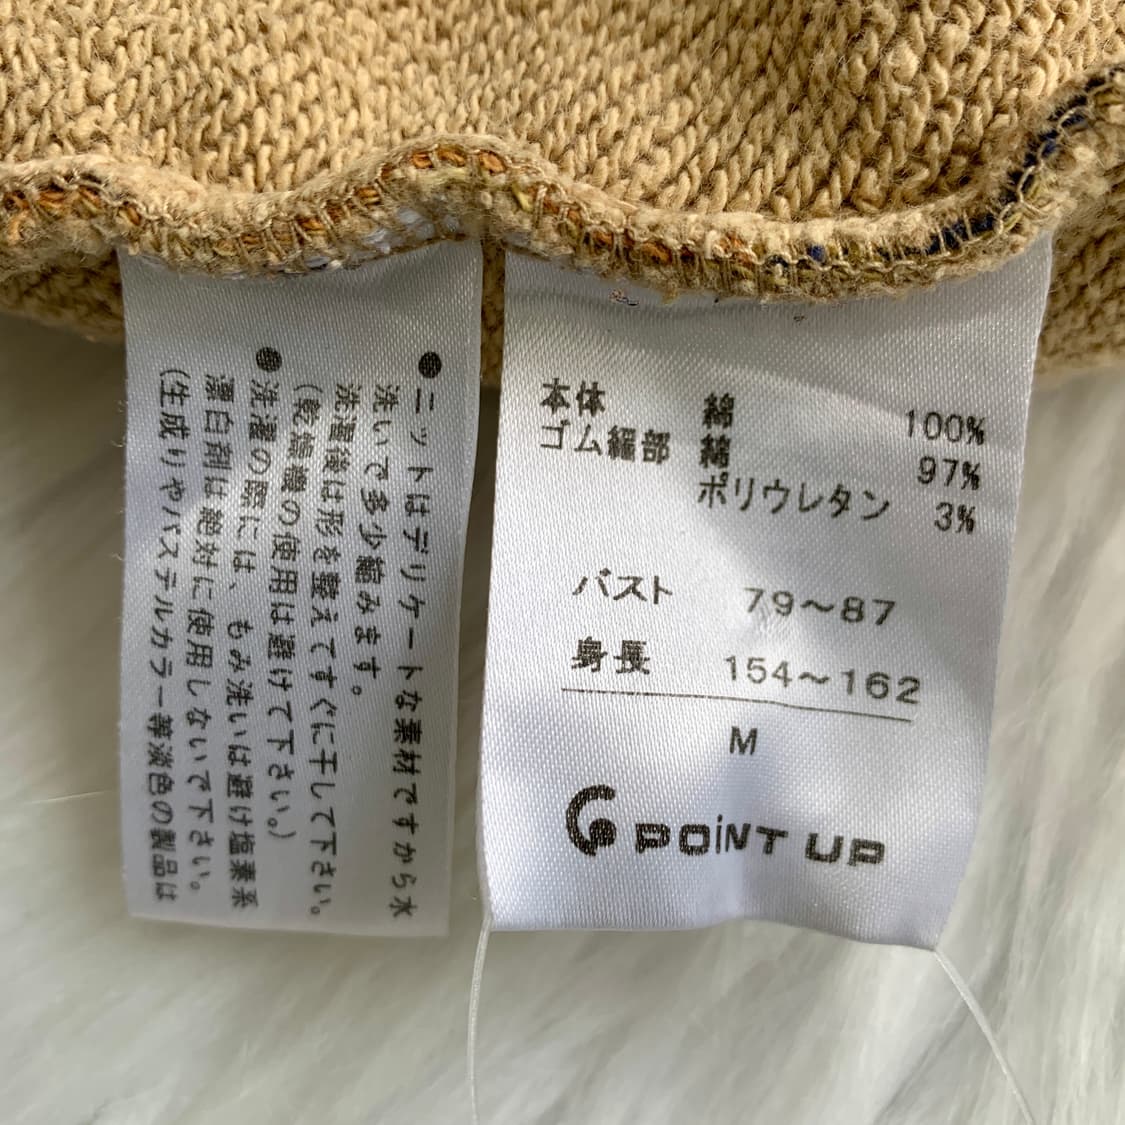 ●ニットはデリケートな素材ですから水
洗いで多少縮みます。
洗濯後は形を整えてすぐに干して下さい。
(乾燥機の使用は避けて下さい。)
●洗濯の際には、もみ洗いは避け塩素系
漂白剤は絶対に使用しないで下さい。
(生成りやパステルカラー等淡色の製品は
本体 綿 100%
ゴム編部 綿 97%
ポリウレタン 3%
バスト 79～87
身長 154～162
M
POINT UP